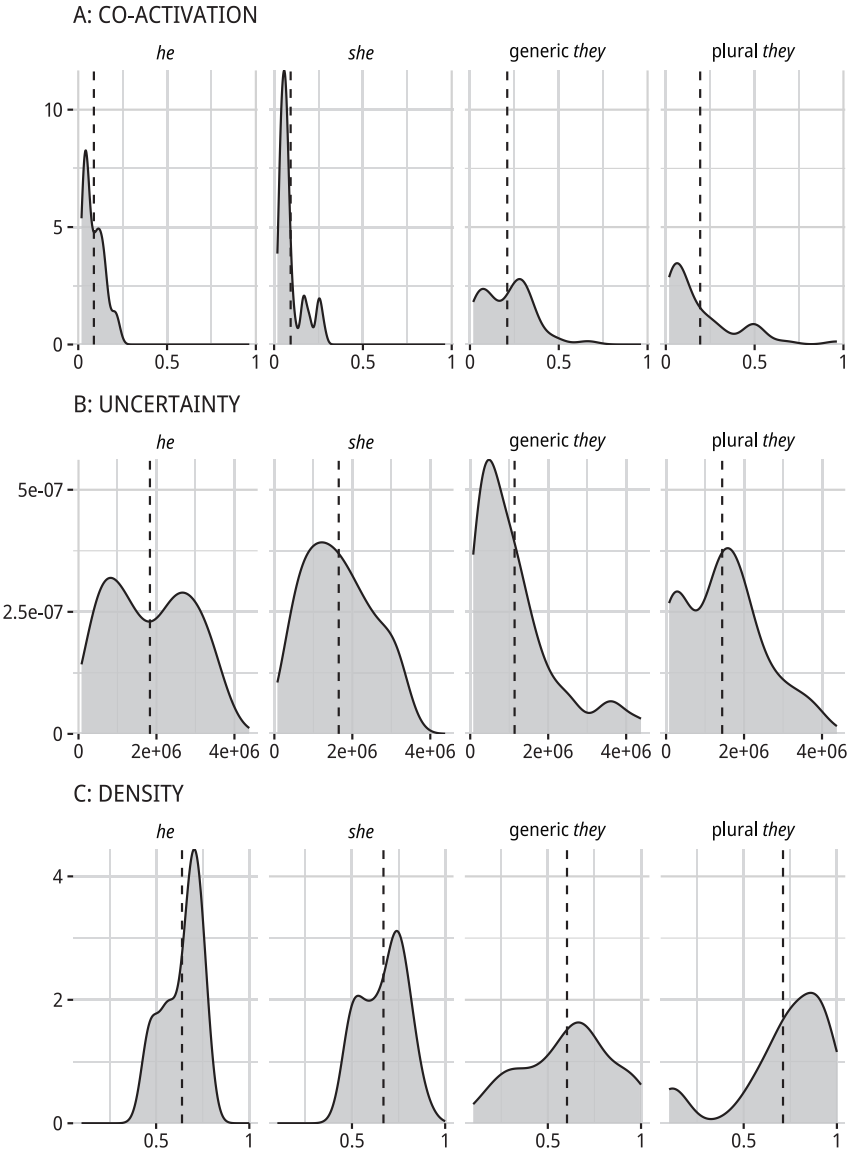 A: CO-ACTIVATION
he she generic they plural they
10
5
0
0 0.5 1 0 0.5 1 0 0.5 1 0 0.5 1
B: UNCERTAINTY
he she generic they plural they
5e-07
2.5e-07
0
0 2e+06 4e+06 0 2e+06 4e+06 0 2e+06 4e+06 0 2e+06 4e+06
C: DENSITY
he she generic they plural they
4
2
0
0.5 1 0.5 1 0.5 1 0.5 1